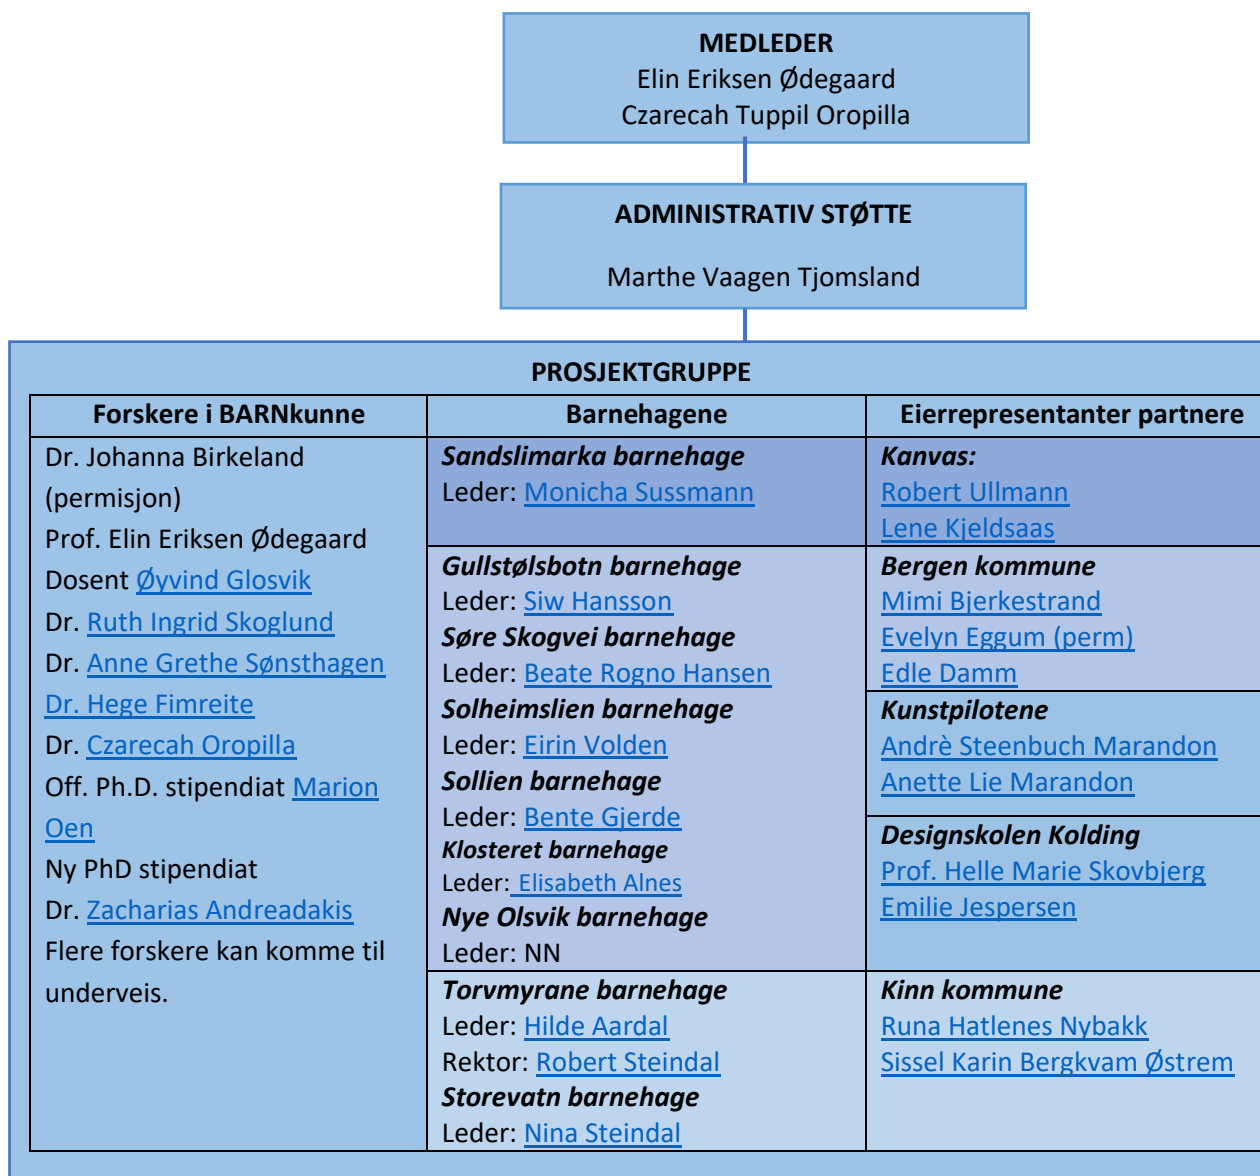 MEDLEDER
Elin Eriksen Ødegaard
Czarecah Tuppil Oropilla
ADMINISTRATIV STØTTE
Marthe Vaagen Tjomsland
PROSJEKTGRUPPE
Forskere i BARNkunne
Dr. Johanna Birkeland
(permisjon)
Prof. Elin Eriksen Ødegaard
Dosent Øyvind Glosvik
Dr. Ruth Ingrid Skoglund
Dr. Anne Grethe Sønsthagen
Dr. Hege Fimreite
Dr. Czarecah Oropilla
Off. Ph.D. stipendiat Marion
Oen
Ny PhD stipendiat
Dr. Zacharias Andreadakis
Flere forskere kan komme til
underveis.
Barnehagene
Sandslimarka barnehage
Leder: Monicha Sussmann
Gullstølsbotn barnehage
Leder: Siw Hansson
Søre Skogvei barnehage
Leder: Beate Rogno Hansen
Solheimslien barnehage
Leder: Eirin Volden
Sollien barnehage
Leder: Bente Gjerde
Klosteret barnehage
Leder: Elisabeth Alnes
Nye Olsvik barnehage
Leder: NN
Torvmyrane barnehage
Leder: Hilde Aardal
Rektor: Robert Steindal
Storevatn barnehage
Leder: Nina Steindal
Eierrepresentanter partnere
Kanvas:
Robert Ullmann
Lene Kjeldsaas
Bergen kommune
Mimi Bjerkestrand
Evelyn Eggum (perm)
Edle Damm
Kunstpilotene
Andrè Steenbuch Marandon
Anette Lie Marandon
Designskolen Kolding
Prof. Helle Marie Skovbjerg
Emilie Jespersen
Kinn kommune
Runa Hatlenes Nybakk
Sissel Karin Bergkvam Østrem